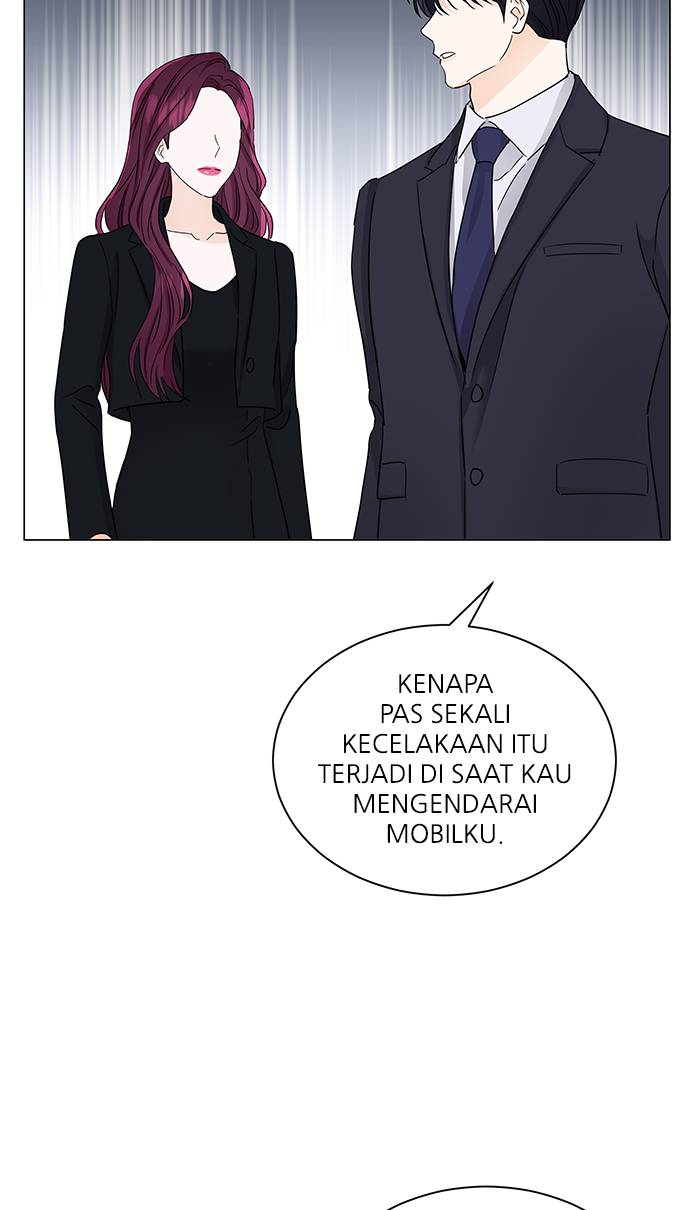 KENAPA
PAS SEKALI
KECELAKAAN ITU
TERJADI DI SAAT KAU
MENGENDARAI
MOBILKU.